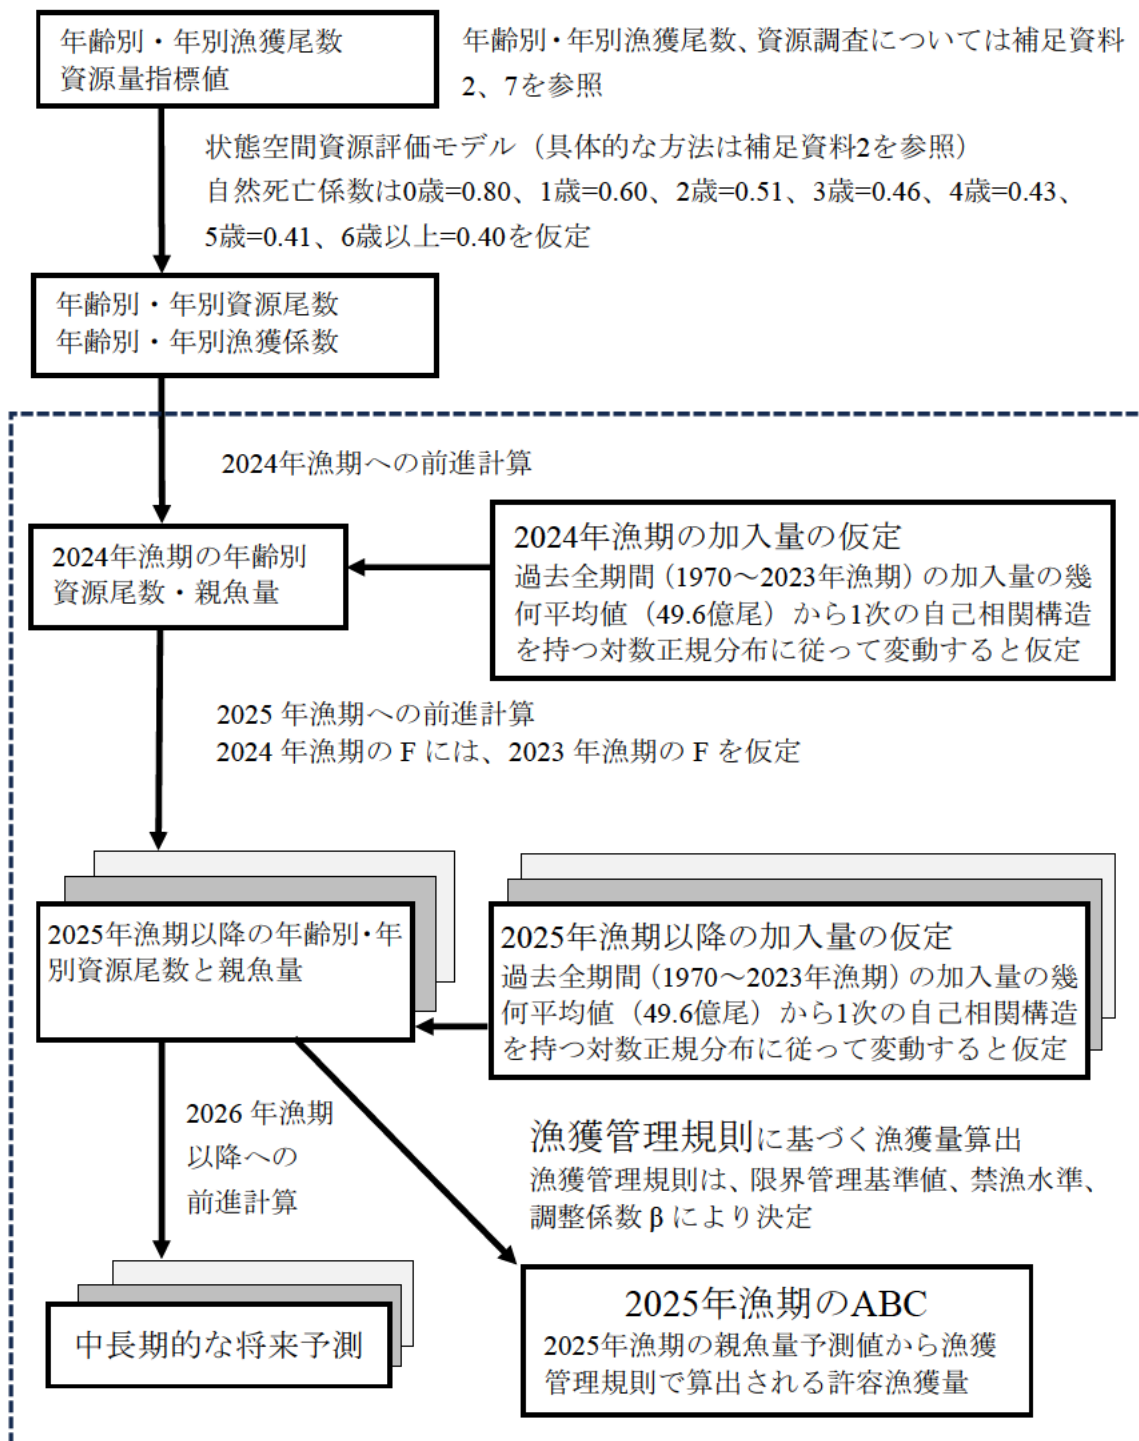 年齢別・年別漁獲尾数
資源量指標値
年齢別・年別漁獲尾数、資源調査については補足資料
2、7を参照
状態空間資源評価モデル（具体的な方法は補足資料2を参照）
自然死亡係数は0歳=0.80、1歳=0.60、2歳=0.51、3歳=0.46、4歳=0.43、
5歳=0.41、6歳以上=0.40を仮定
年齢別・年別資源尾数
年齢別・年別漁獲係数
2024年漁期への前進計算
2024年漁期の年齢別
資源尾数・親魚量
2024年漁期の加入量の仮定
過去全期間（1970～2023年漁期）の加入量の幾
何平均値（49.6億尾）から1次の自己相関構造
を持つ対数正規分布に従って変動すると仮定
2025 年漁期への前進計算
2024 年漁期の F には、2023 年漁期の F を仮定
2025年漁期以降の年齢別・年
別資源尾数と親魚量
2025年漁期以降の加入量の仮定
過去全期間（1970～2023年漁期）の加入量の幾
何平均値（49.6億尾）から1次の自己相関構造
を持つ対数正規分布に従って変動すると仮定
2026 年漁期
以降への
前進計算
漁獲管理規則に基づく漁獲量算出
漁獲管理規則は、限界管理基準値、禁漁水準、
調整係数 β により決定
中長期的な将来予測
2025年漁期のABC
2025年漁期の親魚量予測値から漁獲
管理規則で算出される許容漁獲量